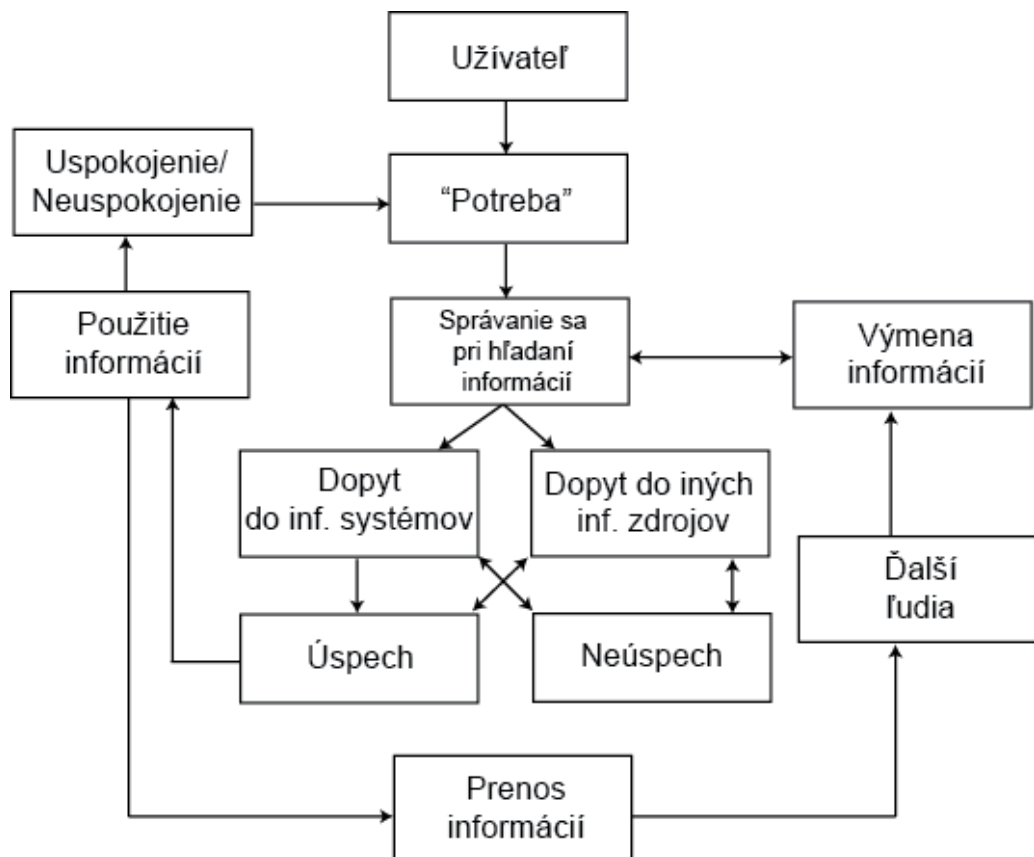 Užívateľ
Uspokojenie/
Neuspokojenie
“Potreba”
Použitie
informácií
Správanie sa
pri hľadaní
informácií
Výmena
informácií
Dopyt
do inf. systémov
Dopyt do iných
inf. zdrojov
Ďalší
ľudia
Úspech
Neúspech
Prenos
informácií